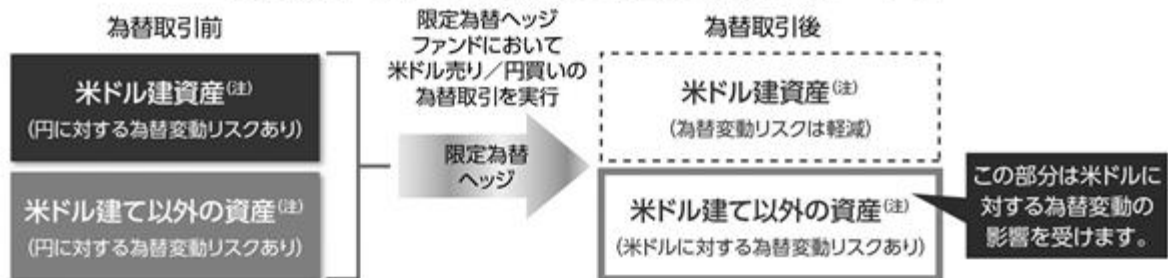 為替取引前
米ドル建資産(注)
(円に対する為替変動リスクあり)
米ドル建て以外の資産(注)
(円に対する為替変動リスクあり)
限定為替ヘッジ
ファンドにおいて
米ドル売り/円買いの
為替取引を実行
限定為替
ヘッジ
為替取引後
米ドル建資産(注)
(為替変動リスクは軽減)
米ドル建て以外の資産(注)
(米ドルに対する為替変動リスクあり)
この部分は米ドルに
対する為替変動の
影響を受けます。